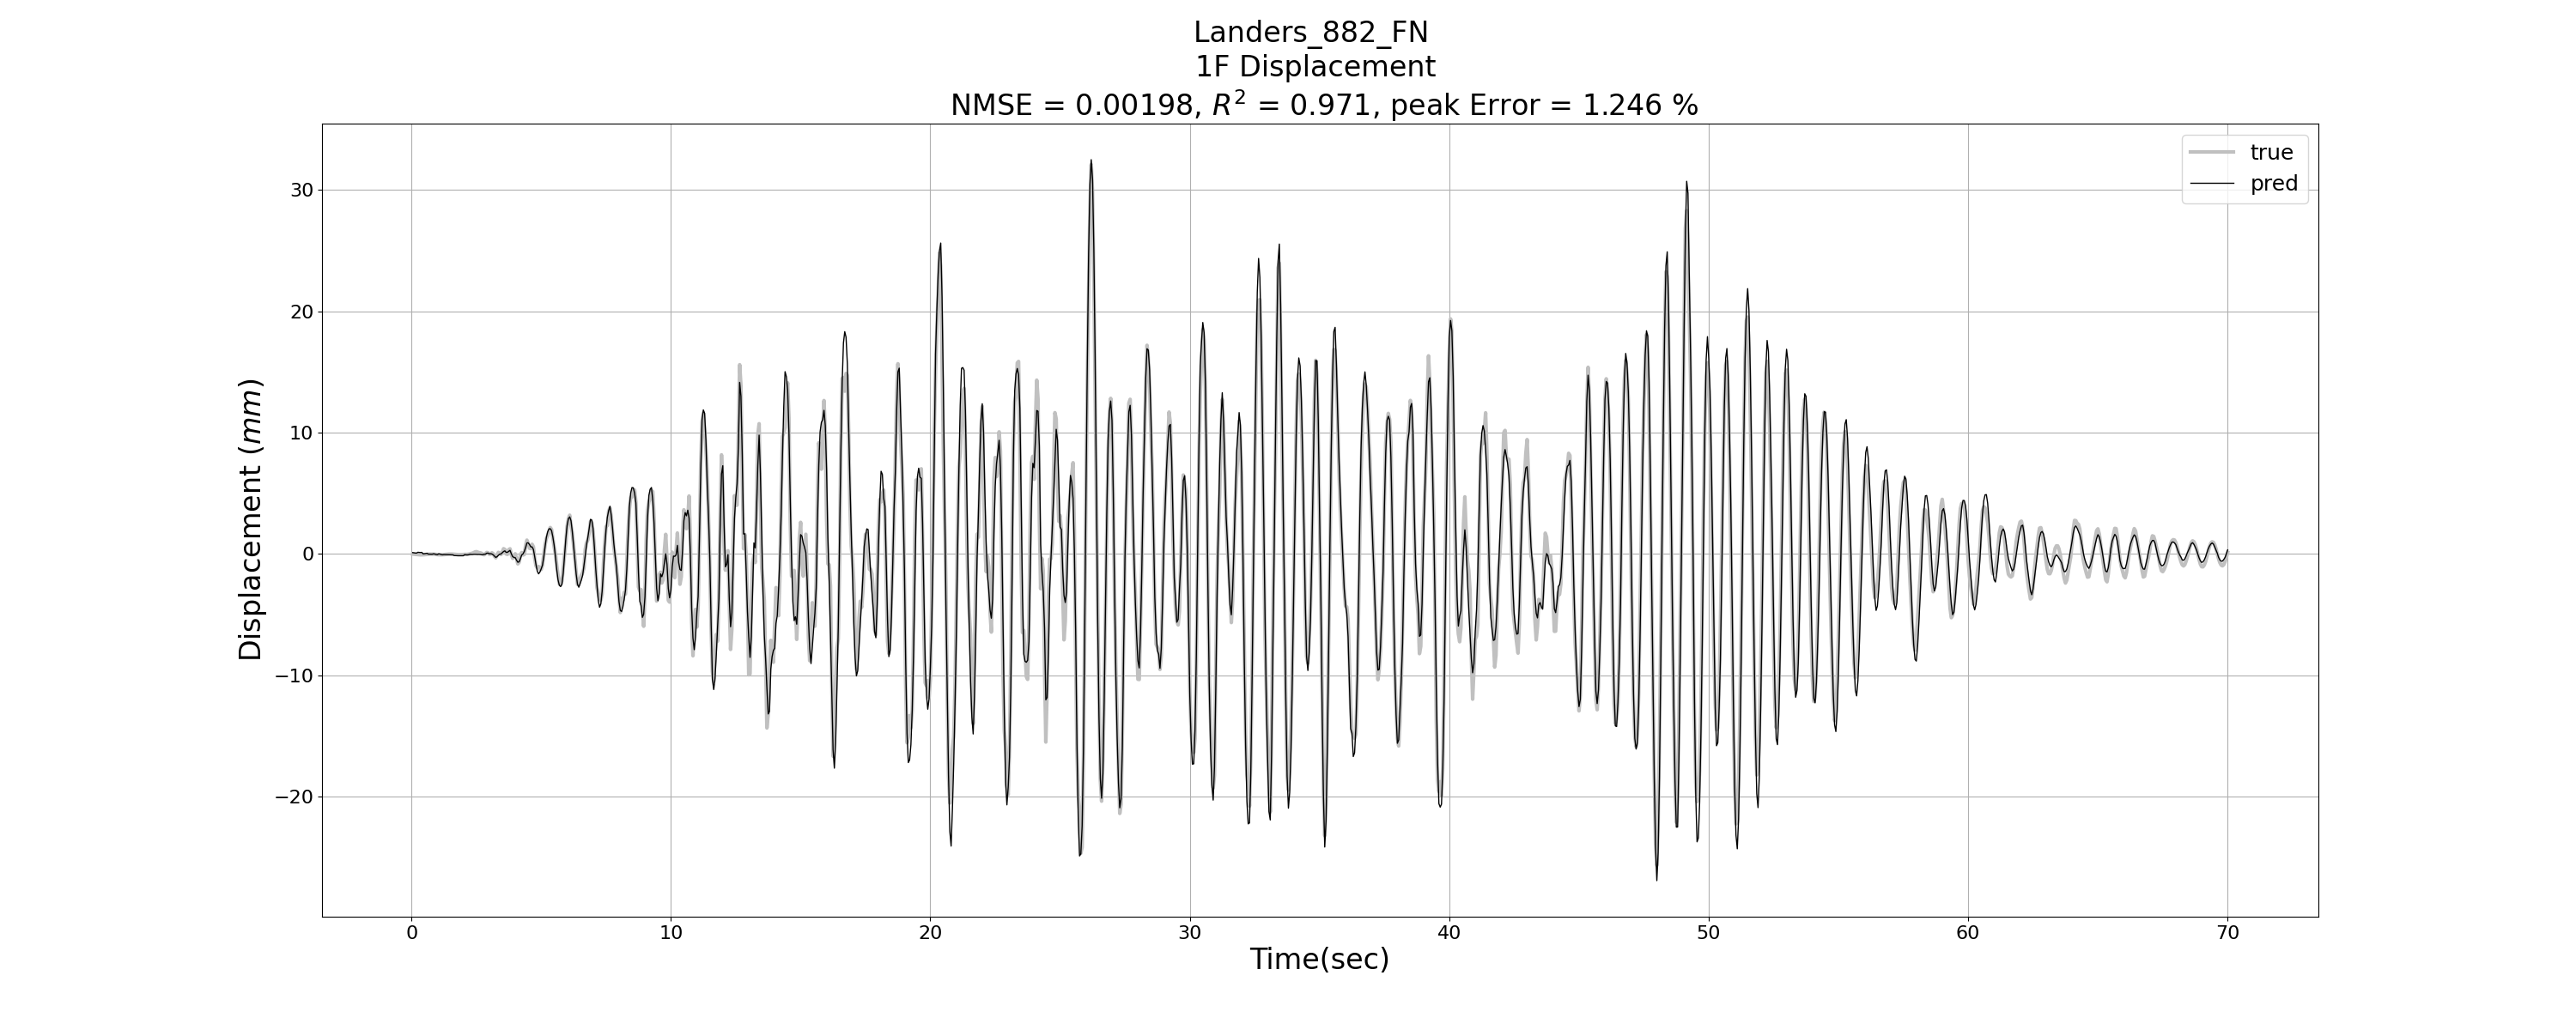 Landers_882_FN
1F Displacement
NMSE = 0.00198, R² = 0.971, peak Error = 1.246 %
true
pred
Displacement (mm)
30
20
10
0
−10
−20
0 10 20 30 40 50 60 70
Time(sec)